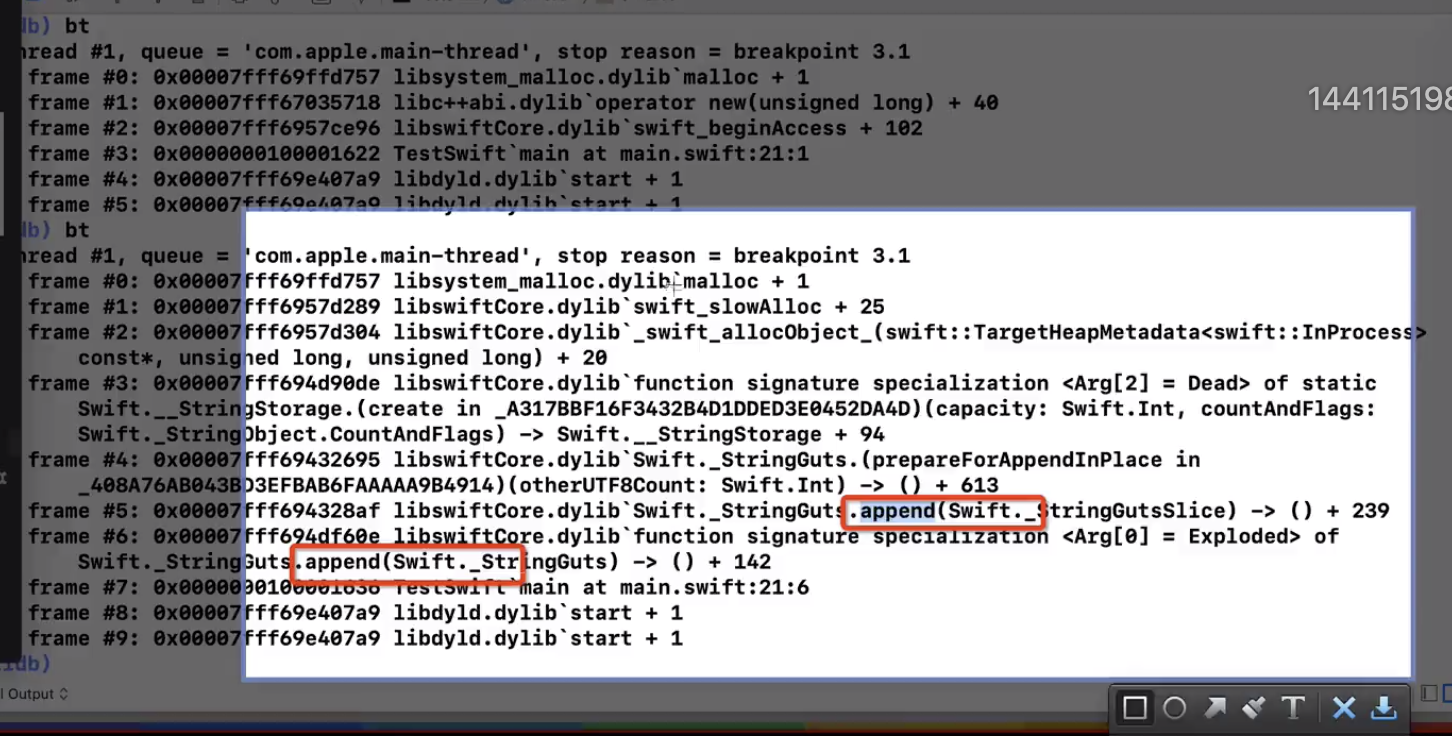 db) bt
hread #1, queue = 'com.apple.main-thread', stop reason = breakpoint 3.1
frame #0: 0x00007fff69ffd757 libsystem_malloc.dylib`malloc + 1
frame #1: 0x00007fff67035718 libc++abi.dylib`operator new(unsigned long) + 40
frame #2: 0x00007fff6957ce96 libswiftCore.dylib`swift_beginAccess + 102
frame #3: 0x0000000100001622 TestSwift`main at main.swift:21:1
frame #4: 0x00007fff69e407a9 libdyld.dylib`start + 1
frame #5: 0x00007fff69e407a9 libdyld.dylib`start + 1
db) bt
hread #1, queue = 'com.apple.main-thread', stop reason = breakpoint 3.1
frame #0: 0x00007fff69ffd757 libsystem_malloc.dylib`malloc + 1
frame #1: 0x00007fff6957d289 libswiftCore.dylib`swift_slowAlloc + 25
frame #2: 0x00007fff6957d304 libswiftCore.dylib`_swift_allocObject_(swift::TargetHeapMetadata<swift::InProcess>
const*, unsigned long, unsigned long) + 20
frame #3: 0x00007fff694d90de libswiftCore.dylib`function signature specialization <Arg[2] = Dead> of static
Swift.__StringStorage.(create in _A317BBF16F3432B4D1DDED3E0452DA4D)(capacity: Swift.Int, countAndFlags:
Swift._StringObject.CountAndFlags) -> Swift.__StringStorage + 94
frame #4: 0x00007fff69432695 libswiftCore.dylib`Swift._StringGuts.(prepareForAppendInPlace in
_408A76AB043BD3EFBAB6FAAAAA9B4914)(otherUTF8Count: Swift.Int) -> () + 613
frame #5: 0x00007fff694328af libswiftCore.dylib`Swift._StringGuts.append(Swift._StringGutsSlice) -> () + 239
frame #6: 0x00007fff694df60e libswiftCore.dylib`function signature specialization <Arg[0] = Exploded> of
Swift._StringGuts.append(Swift._StringGuts) -> () + 142
frame #7: 0x0000000100001636 TestSwift`main at main.swift:21:6
frame #8: 0x00007fff69e407a9 libdyld.dylib`start + 1
frame #9: 0x00007fff69e407a9 libdyld.dylib`start + 1
lldb)
Output
144115198
T